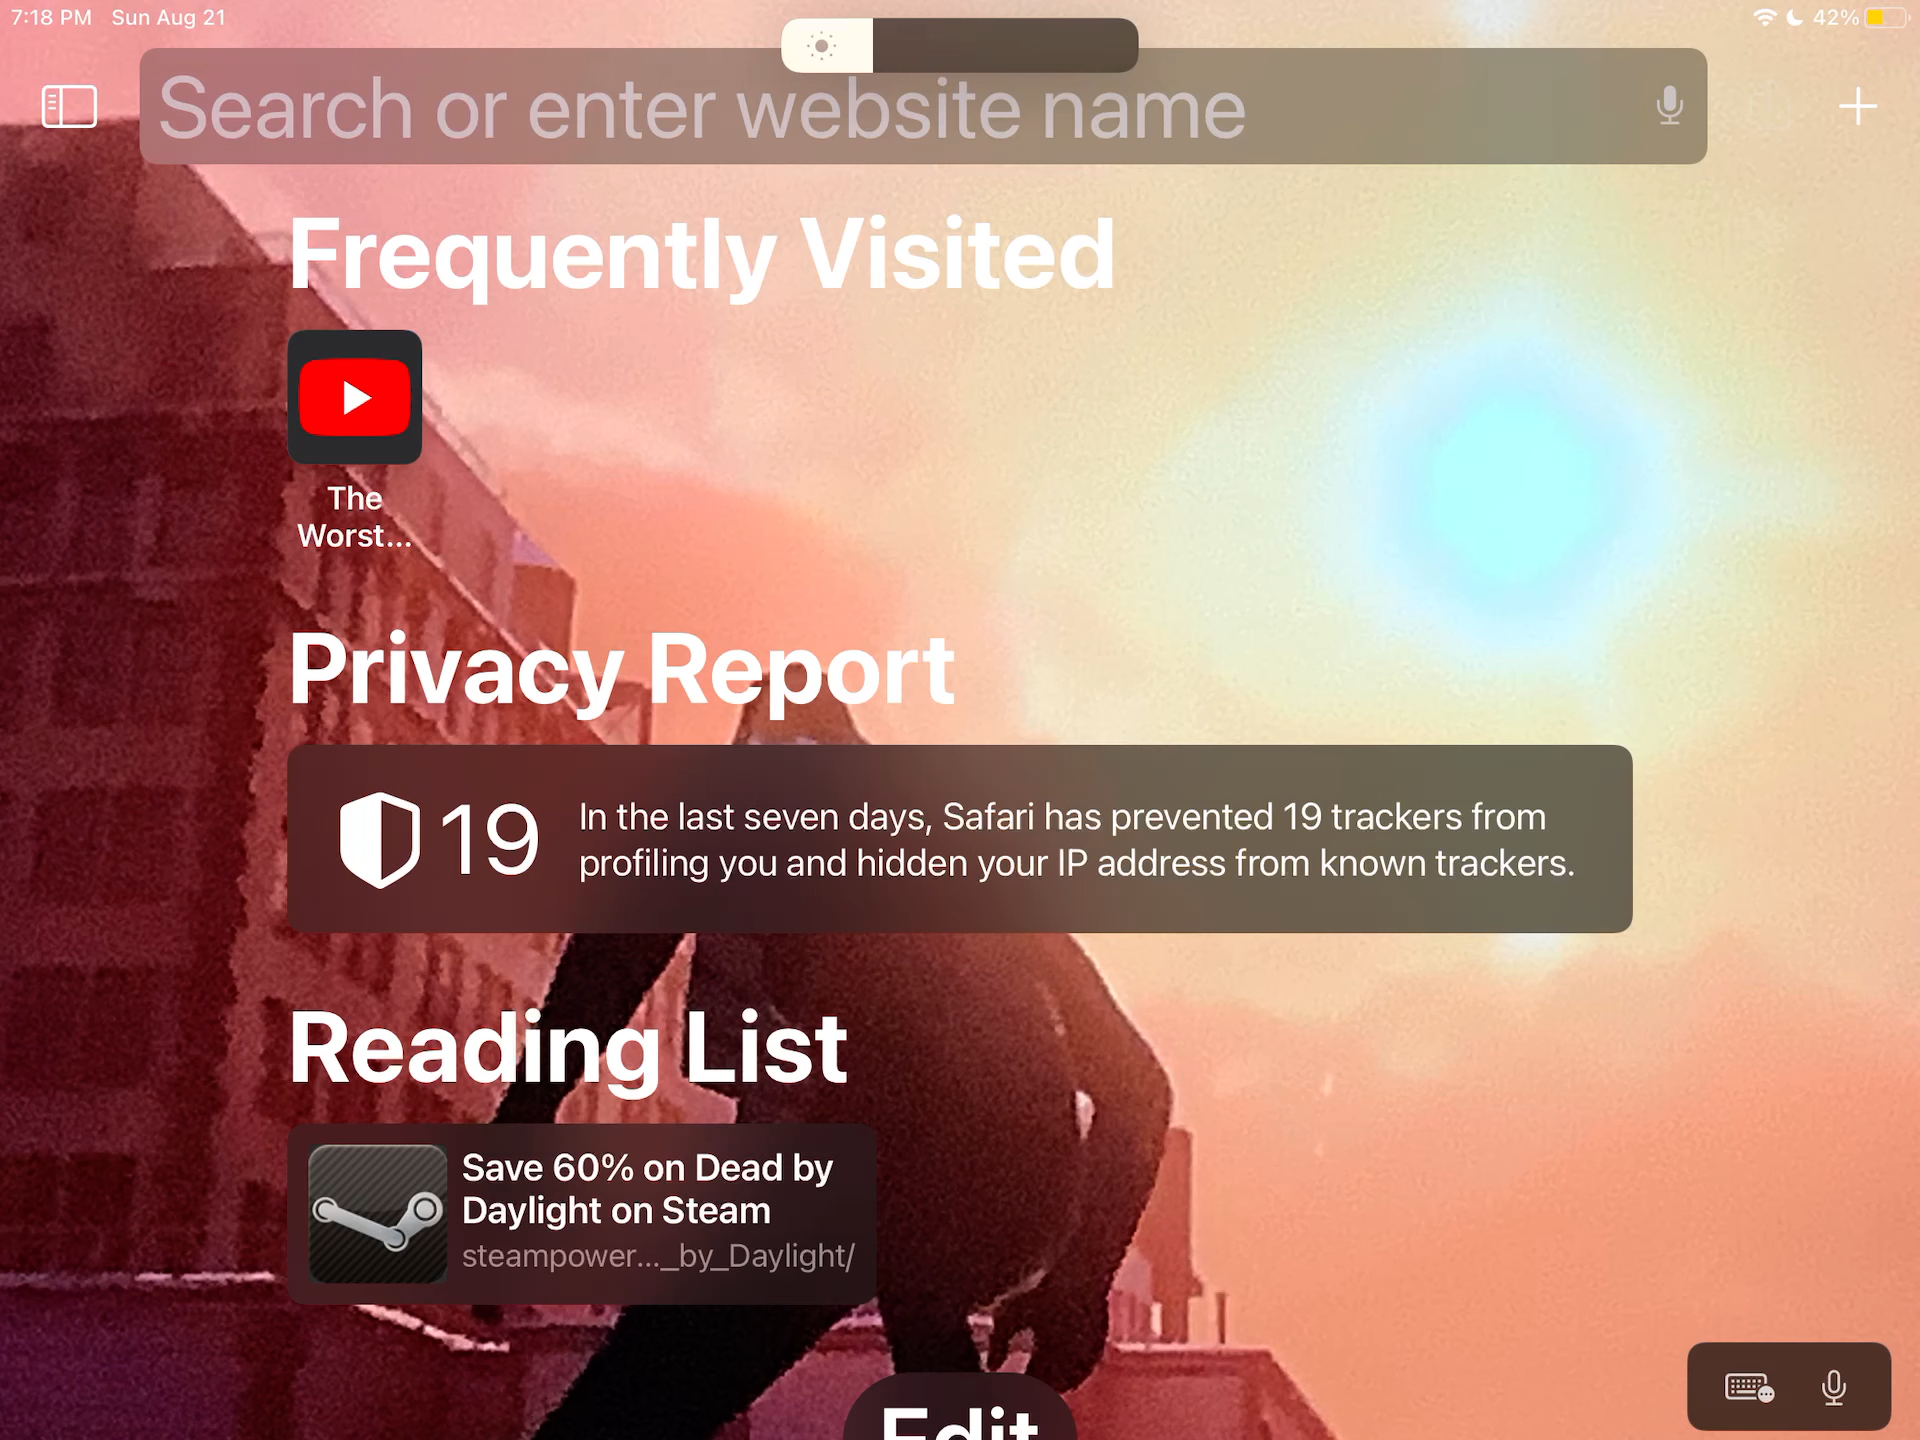 7:18 PM Sun Aug 21
42%
Search or enter website name
Frequently Visited
The
Worst...
Privacy Report
19
In the last seven days, Safari has prevented 19 trackers from
profiling you and hidden your IP address from known trackers.
Reading List
Save 60% on Dead by
Daylight on Steam
steampower..._by_Daylight/
Edit